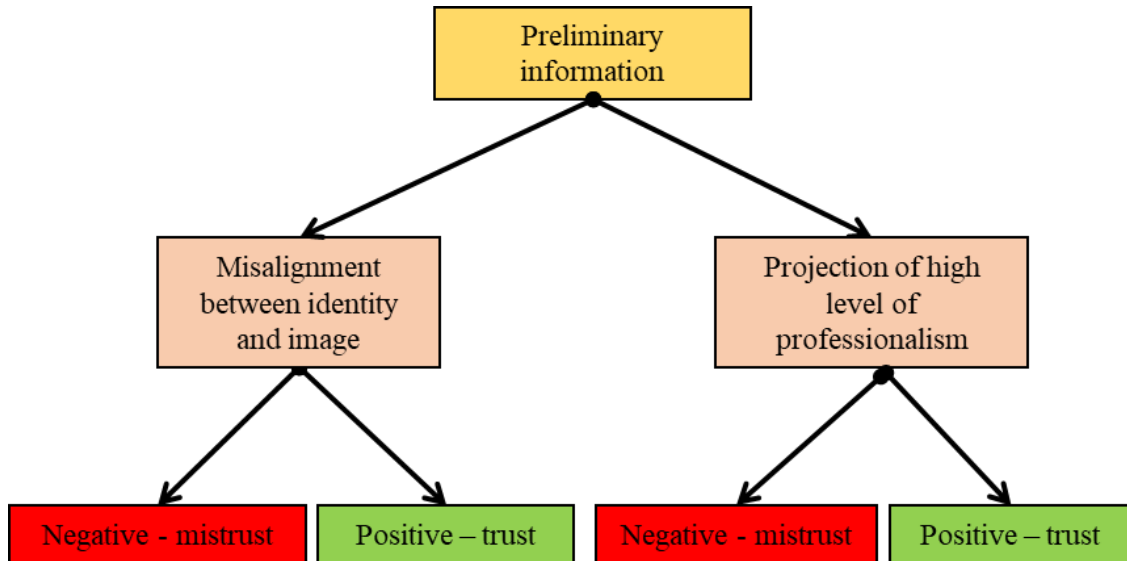 Preliminary
information
Misalignment
between identity
and image
Projection of high
level of
professionalism
Negative - mistrust
Positive – trust
Negative - mistrust
Positive – trust